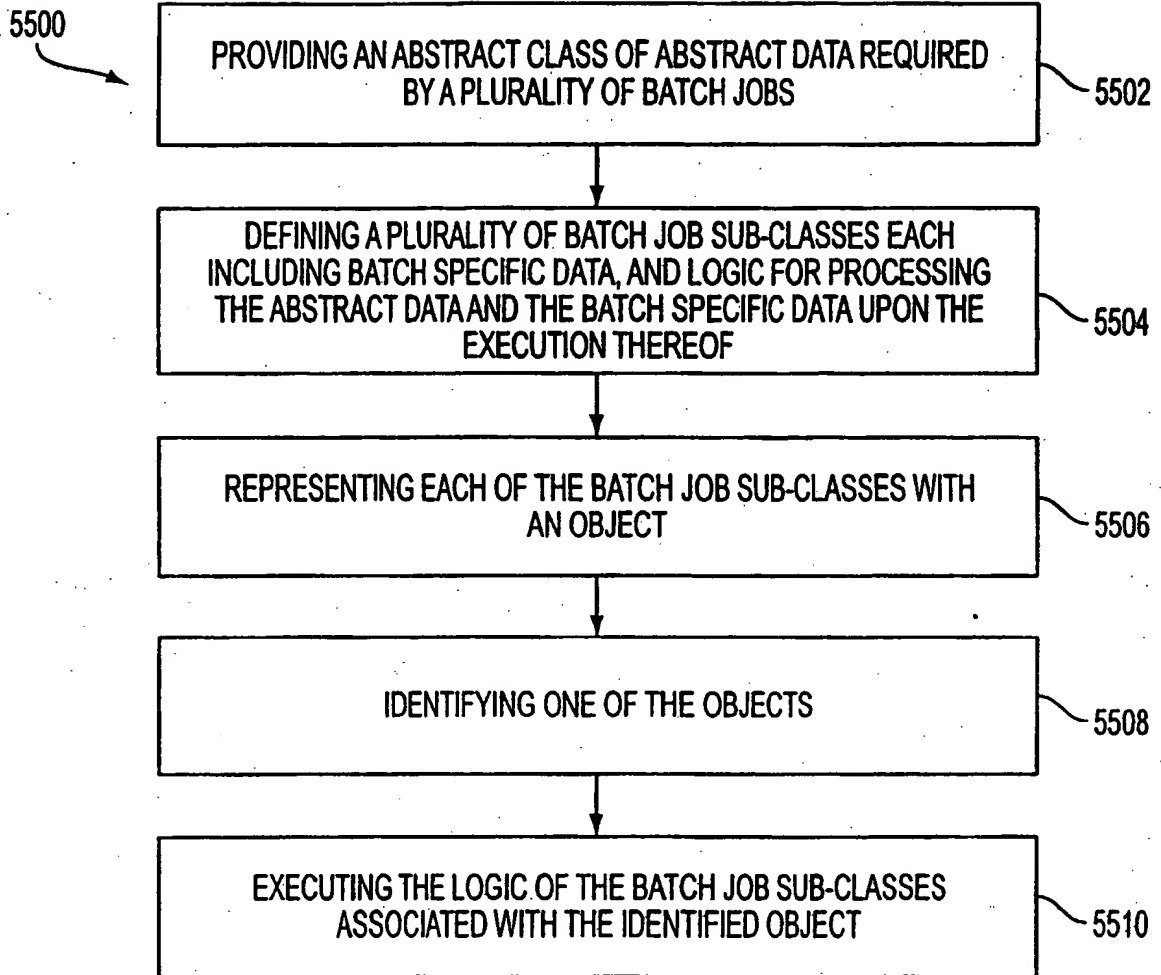 5500
PROVIDING AN ABSTRACT CLASS OF ABSTRACT DATA REQUIRED
BY A PLURALITY OF BATCH JOBS
5502
DEFINING A PLURALITY OF BATCH JOB SUB-CLASSES EACH
INCLUDING BATCH SPECIFIC DATA, AND LOGIC FOR PROCESSING
THE ABSTRACT DATA AND THE BATCH SPECIFIC DATA UPON THE
EXECUTION THEREOF
5504
REPRESENTING EACH OF THE BATCH JOB SUB-CLASSES WITH
AN OBJECT
5506
IDENTIFYING ONE OF THE OBJECTS
5508
EXECUTING THE LOGIC OF THE BATCH JOB SUB-CLASSES
ASSOCIATED WITH THE IDENTIFIED OBJECT
5510